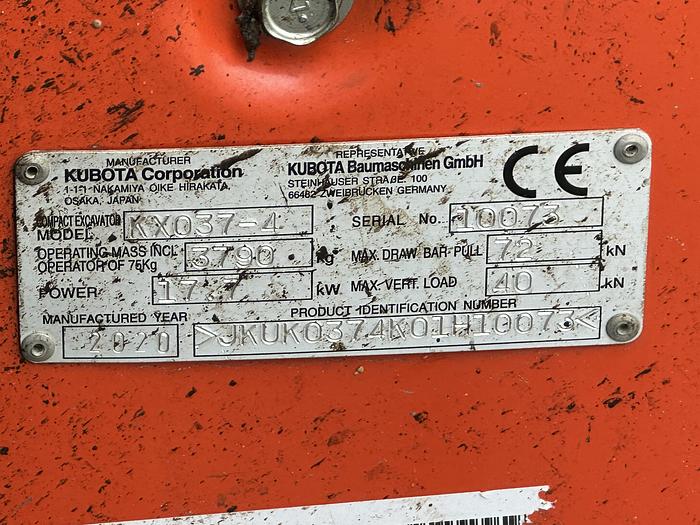 MANUFACTURER
KUBOTA Corporation
1-1-1 NAKAMIYA OIKE HIRAKATA
OSAKA, JAPAN
REPRESENTATIVE
KUBOTA Baumaschinen GmbH
STEINHAUSER STRAßE. 100
66482 ZWEIBRÜCKEN GERMANY
CE
COMPACT EXCAVATOR
MODEL KX037-4
SERIAL No. 10073
OPERATING MASS INCL
OPERATOR OF 75Kg 3790 kg
MAX. DRAW BAR PULL 72 kN
POWER 17.7 kW
MAX. VERT. LOAD 40 kN
MANUFACTURED YEAR
2020
PRODUCT IDENTIFICATION NUMBER
>JKUK0374K01H10073<